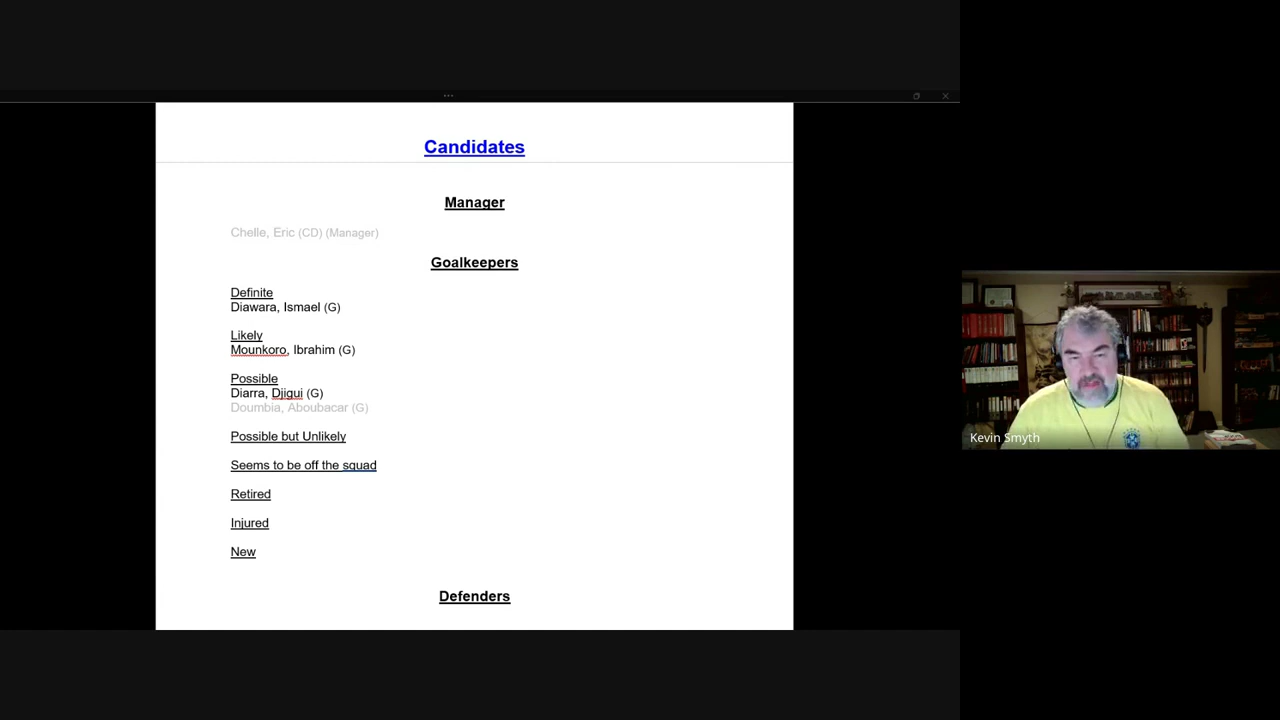 Candidates
Manager
Chelle, Eric (CD) (Manager)
Goalkeepers
Definite
Diawara, Ismael (G)
Likely
Mounkoro, Ibrahim (G)
Possible
Diarra, Djigui (G)
Doumbia, Aboubacar (G)
Possible but Unlikely
Seems to be off the squad
Retired
Injured
New
Defenders
Kevin Smyth